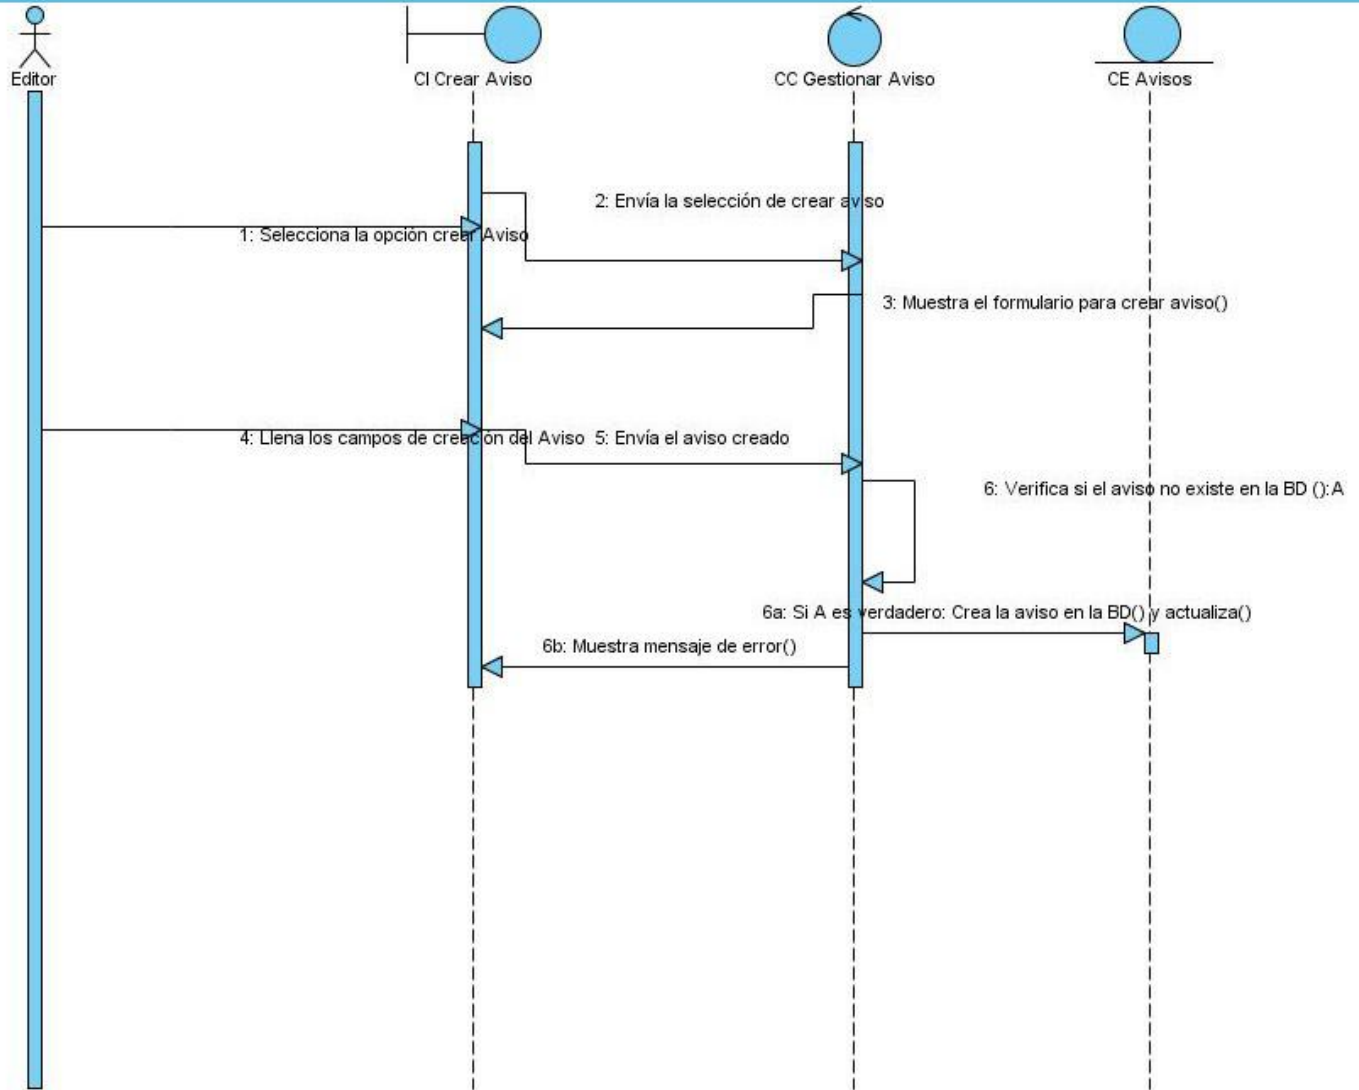 Editor
CI Crear Aviso
CC Gestionar Aviso
CE Avisos
2: Envía la selección de crear aviso
1: Selecciona la opción crear Aviso
3: Muestra el formulario para crear aviso()
4: Llena los campos de creación del Aviso
5: Envía el aviso creado
6: Verifica si el aviso no existe en la BD ():A
6a: Si A es verdadero: Crea la aviso en la BD() y actualiza()
6b: Muestra mensaje de error()